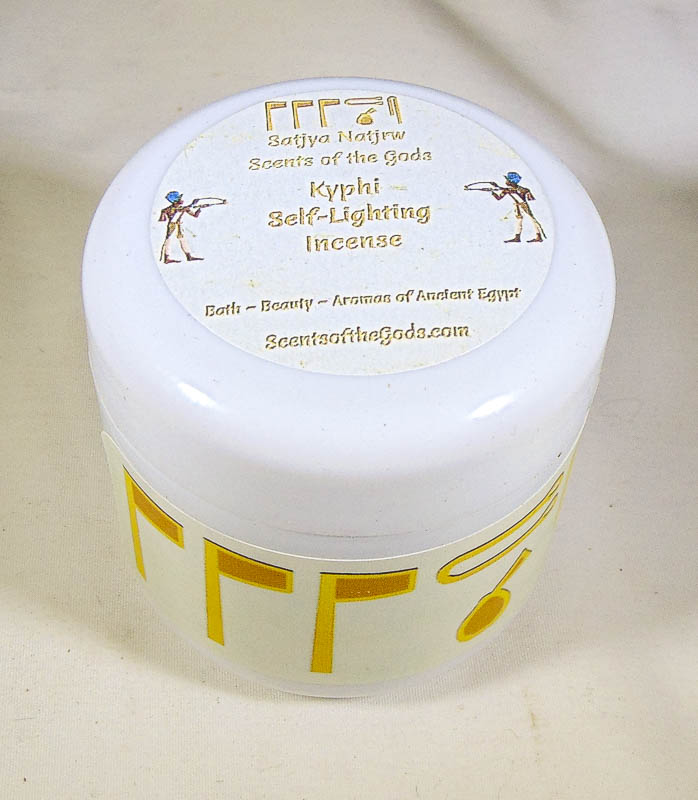 Satjya Natjrw
Scents of the Gods
Kyphi
Self-Lighting
Incense
Bath – Beauty – Aromas of Ancient Egypt
ScentsoftheGods.com